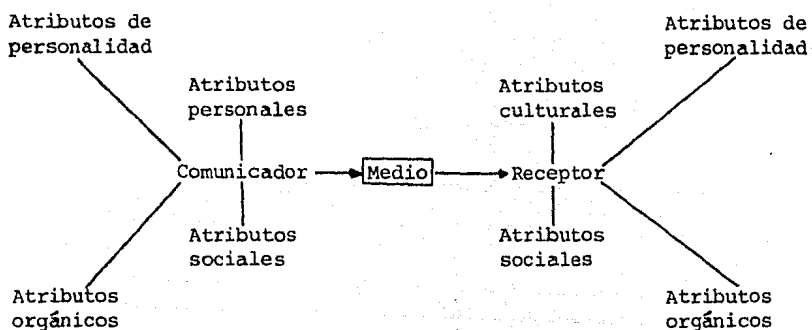 Atributos de
personalidad
Atributos de
personalidad
Atributos
personales
Atributos
culturales
Comunicador
Medio
Receptor
Atributos
sociales
Atributos
sociales
Atributos
orgánicos
Atributos
orgánicos